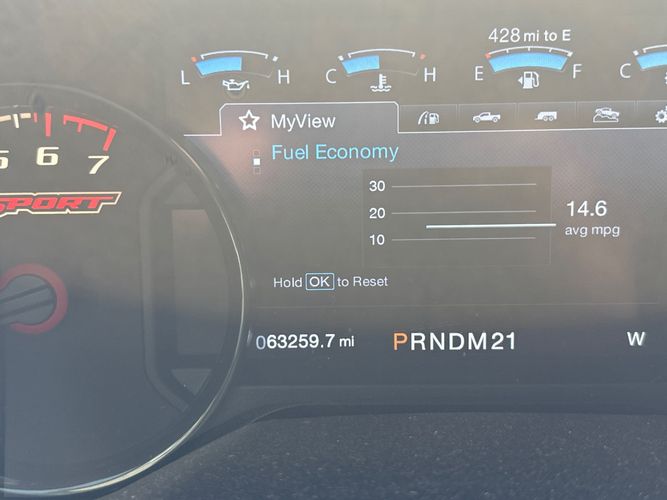 428 mi to E
L H C H E F C
MyView
Fuel Economy
5 6 7
30
20
10
14.6
avg mpg
SPORT
Hold OK to Reset
063259.7 mi PRNDM21 W